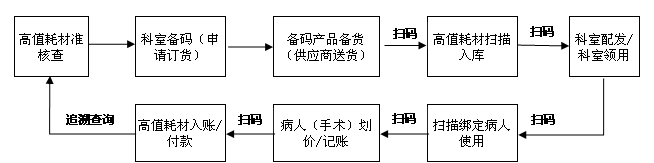 高值耗材准
核查
科室备码（申
请订货）
备码产品备货
（供应商送货）
扫码
高值耗材扫描
入库
扫码
科室配发/
科室领用
追溯查询
高值耗材入账/
付款
扫码
病人（手术）划
价/记账
扫码
扫描绑定病人
使用
扫码